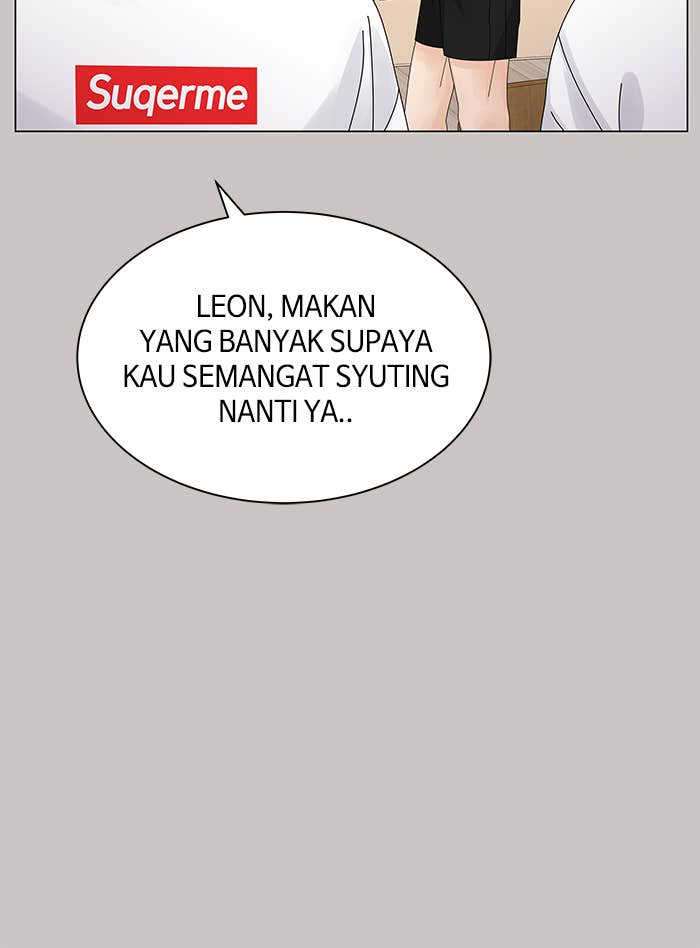 Suqerme
LEON, MAKAN
YANG BANYAK SUPAYA
KAU SEMANGAT SYUTING
NANTI YA..